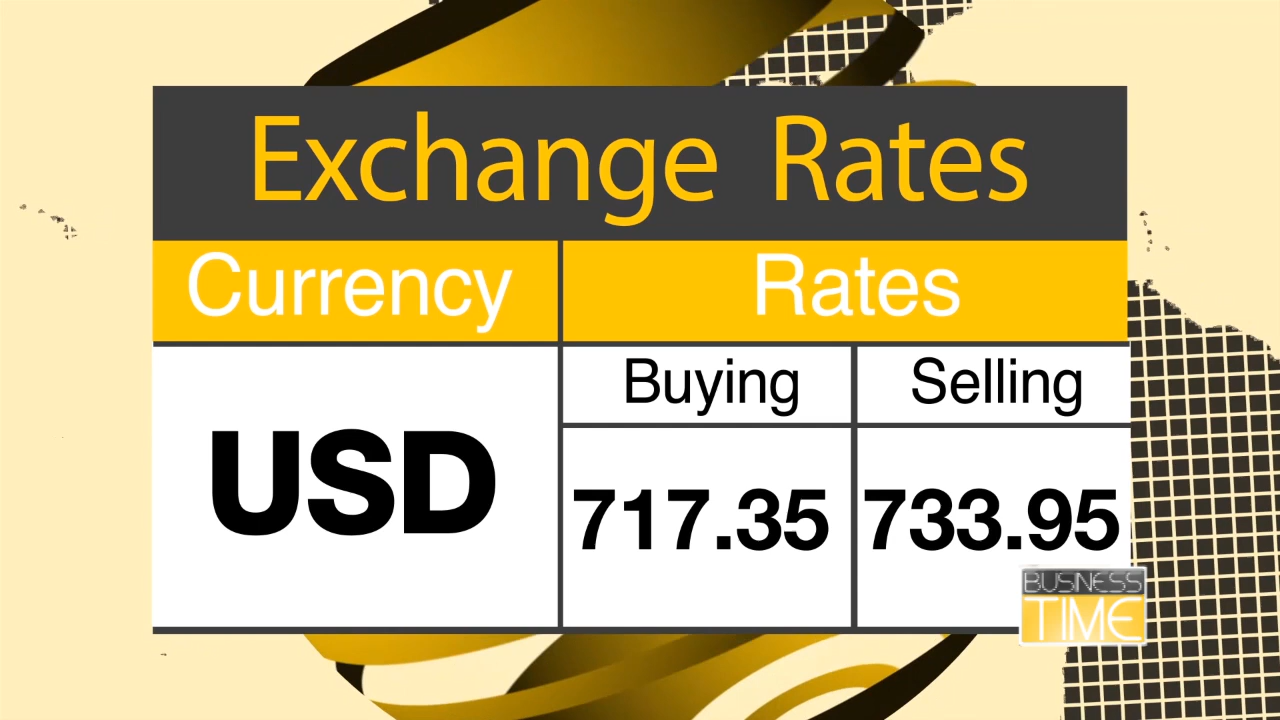 Exchange Rates
Currency
Rates
Buying
Selling
USD
717.35
733.95
BUSINESS
TIME